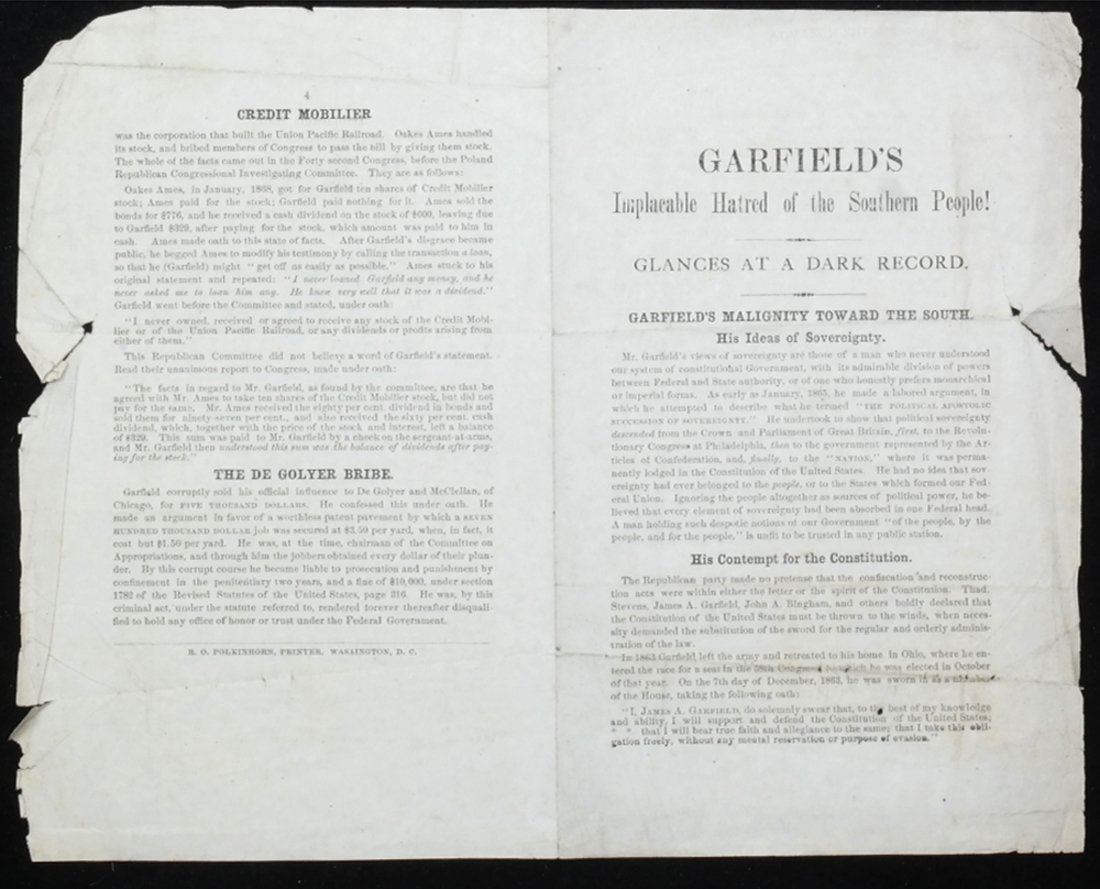 4
CREDIT MOBILIER
was the corporation that built the Union Pacific Railroad. Oakes Ames handled
its stock, and bribed members of Congress to pass the bill by giving them stock.
The whole of the facts came out in the Forty second Congress, before the Poland
Republican Congressional Investigating Committee. They are as follows:
Oakes Ames, in January, 1868, got for Garfield ten shares of Credit Mobilier
stock; Ames paid for the stock; Garfield paid nothing for it. Ames sold the
bonds for $776, and he received a cash dividend on the stock of $600, leaving due
to Garfield $329, after paying for the stock, which amount was paid to him in
cash. Ames made oath to this state of facts. After Garfield's disgrace became
public, he begged Ames to modify his testimony by calling the transaction a loan,
so that he (Garfield) might "get off as easily as possible." Ames stuck to his
original statement and repeated: "I never loaned Garfield any money, and he
never asked me to loan him any. He knew very well that it was a dividend."
Garfield went before the Committee and stated, under oath:
"I never owned, received or agreed to receive any stock of the Credit Mobi-
lier or of the Union Pacific Railroad, or any dividends or profits arising from
either of them."
This Republican Committee did not believe a word of Garfield's statement.
Read their unanimous report to Congress, made under oath:
"The facts in regard to Mr. Garfield, as found by the committee, are that he
agreed with Mr. Ames to take ten shares of the Credit Mobilier stock, but did not
pay for the same. Mr. Ames received the eighty per cent. dividend in bonds and
sold them for ninety-seven per cent., and also received the sixty per cent. cash
dividend, which, together with the price of the stock and interest, left a balance
of $329. This sum was paid to Mr. Garfield by a check on the sergeant-at-arms,
and Mr. Garfield then understood this sum was the balance of dividends after pay-
ing for the stock."
THE DE GOLYER BRIBE.
Garfield corruptly sold his official influence to De Golyer and McClellan, of
Chicago, for FIVE THOUSAND DOLLARS. He confessed this under oath. He
made an argument in favor of a worthless patent pavement by which a SEVEN
HUNDRED THOUSAND DOLLAR job was secured at $3.50 per yard, when, in fact, it
cost but $1.50 per yard. He was, at the time, chairman of the Committee on
Appropriations, and through him the jobbers obtained every dollar of their plun-
der. By this corrupt course he became liable to prosecution and punishment by
confinement in the penitentiary two years, and a fine of $10,000, under section
1782 of the Revised Statutes of the United States, page 316. He was, by this
criminal act, under the statute referred to, rendered forever thereafter disquali-
fied to hold any office of honor or trust under the Federal Government.
R. O. POLKINHORN, PRINTER, WASHINGTON, D. C.
GARFIELD'S
Implacable Hatred of the Southern People!
GLANCES AT A DARK RECORD.
GARFIELD'S MALIGNITY TOWARD THE SOUTH.
His Ideas of Sovereignty.
Mr. Garfield's views of sovereignty are those of a man who never understood
our system of constitutional Government, with its admirable division of powers
between Federal and State authority, or of one who honestly prefers monarchical
or imperial forms. As early as January, 1865, he made a labored argument, in
which he attempted to describe what he termed "THE POLITICAL APOSTOLIC
SUCCESSION OF SOVEREIGNTY." He undertook to show that political sovereignty
descended from the Crown and Parliament of Great Britain, first, to the Revolu-
tionary Congress at Philadelphia, then to the government represented by the Ar-
ticles of Confederation, and, finally, to the "NATION," where it was perma-
nently lodged in the Constitution of the United States. He had no idea that sov-
ereignty had ever belonged to the people, or to the States which formed our Fed-
eral Union. Ignoring the people altogether as sources of political power, he be-
lieved that every element of sovereignty had been absorbed in one Federal head.
A man holding such despotic notions of our Government "of the people, by the
people, and for the people," is unfit to be trusted in any public station.
His Contempt for the Constitution.
The Republican party made no pretense that the confiscation and reconstruc-
tion acts were within either the letter or the spirit of the Constitution. Thad.
Stevens, James A. Garfield, John A. Bingham, and others boldly declared that
the Constitution of the United States must be thrown to the winds, when neces-
sity demanded the substitution of the sword for the regular and orderly adminis-
tration of the law.
In 1863 Garfield left the army and retreated to his home in Ohio, where he en-
tered the race for a seat in the 38th Congress, to which he was elected in October
of that year. On the 7th day of December, 1863, he was sworn in as a member
of the House, taking the following oath:
"I, JAMES A. GARFIELD, do solemnly swear that, to the best of my knowledge
and ability, I will support and defend the Constitution of the United States;
* * that I will bear true faith and allegiance to the same; that I take this obli-
gation freely, without any mental reservation or purpose of evasion."